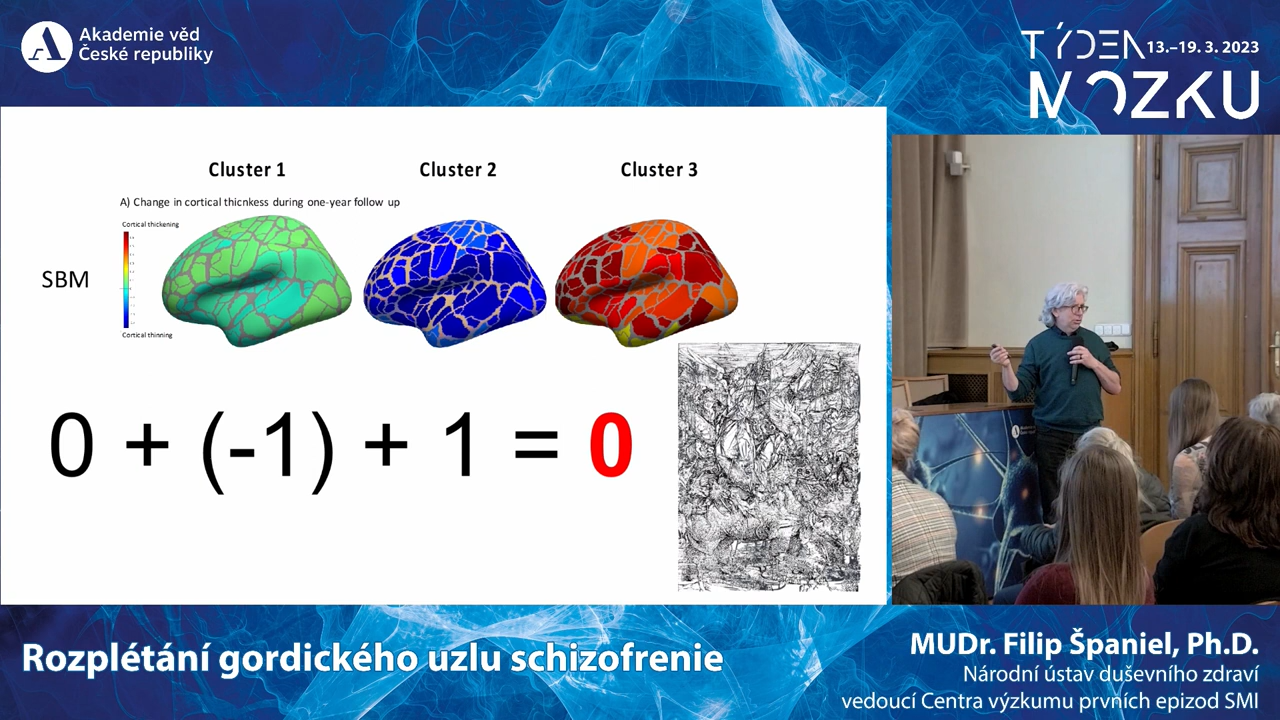 Akademie věd
České republiky
TÝDEN 13.–19. 3. 2023
MOZKU
Cluster 1
Cluster 2
Cluster 3
A) Change in cortical thicnkess during one-year follow up
Cortical thickening
SBM
Cortical thinning
0 + (-1) + 1 = 0
Rozplétání gordického uzlu schizofrenie
MUDr. Filip Španiel, Ph.D.
Národní ústav duševního zdraví
vedoucí Centra výzkumu prvních epizod SMI